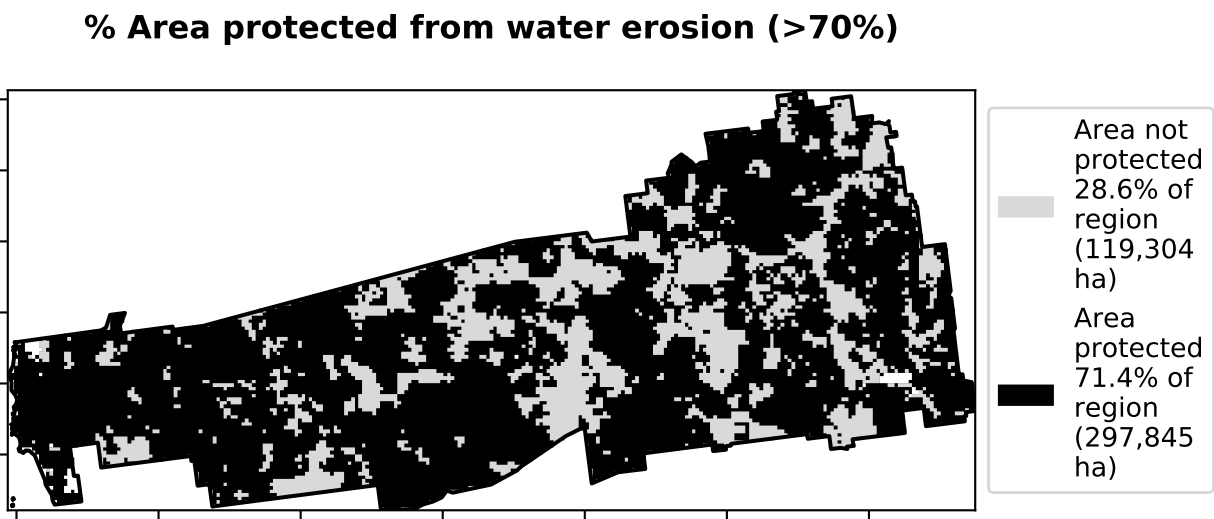 % Area protected from water erosion (>70%)
Area not
protected
28.6% of
region
(119,304
ha)
Area
protected
71.4% of
region
(297,845
ha)